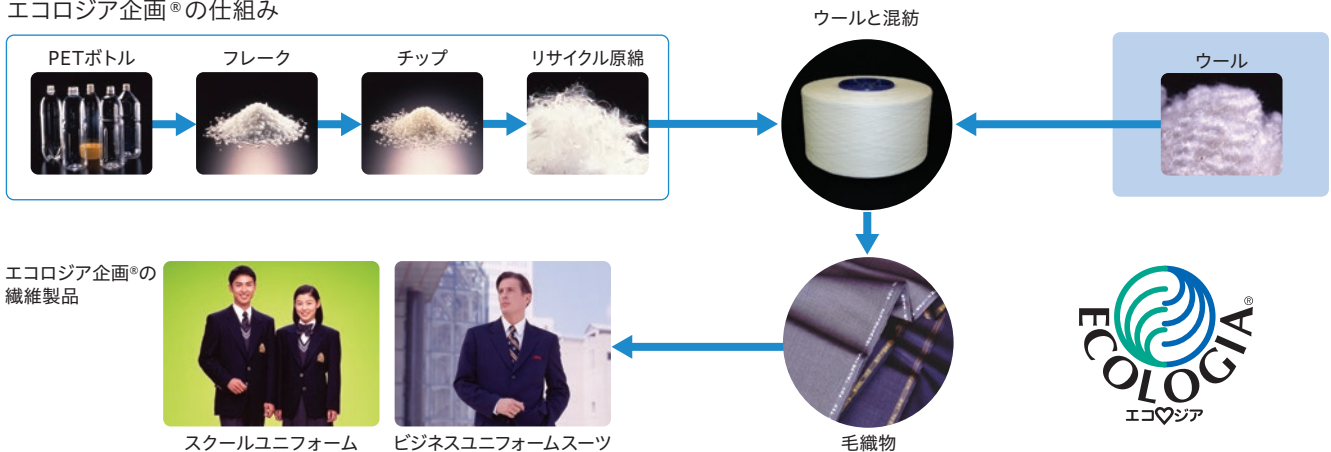 エコロジア企画®の仕組み
PETボトル
フレーク
チップ
リサイクル原綿
ウールと混紡
ウール
エコロジア企画®の
繊維製品
スクールユニフォーム
ビジネスユニフォームスーツ
毛織物
ECOLOGIA®
エコ♡ジア